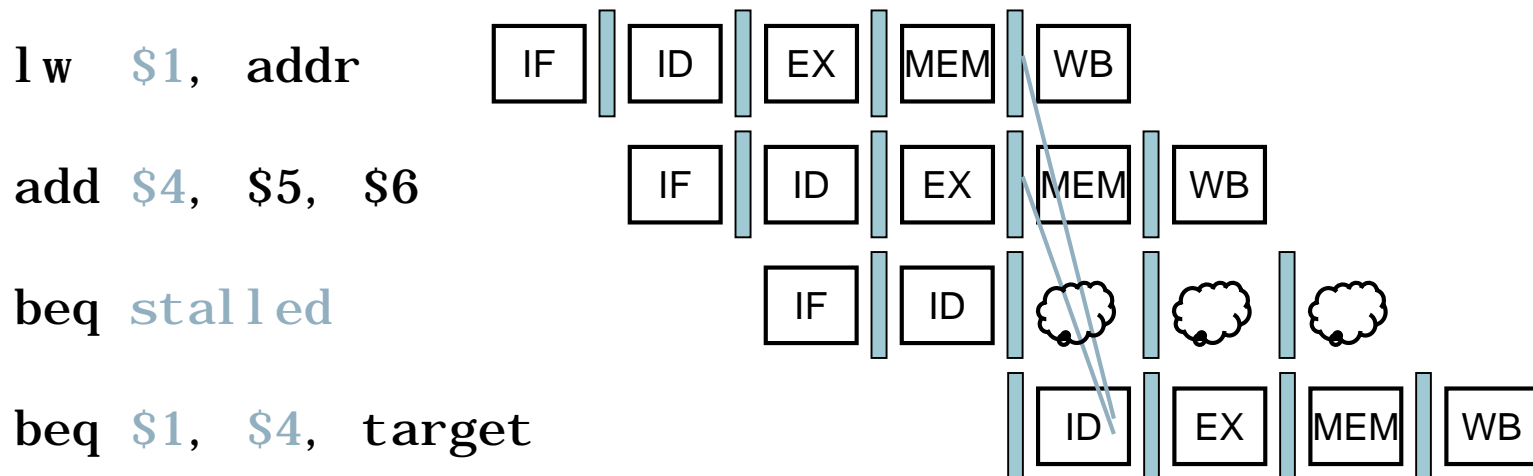 lw $1, addr IF ID EX MEM WB
add $4, $5, $6 IF ID EX MEM WB
beq stalled IF ID
beq $1, $4, target ID EX MEM WB